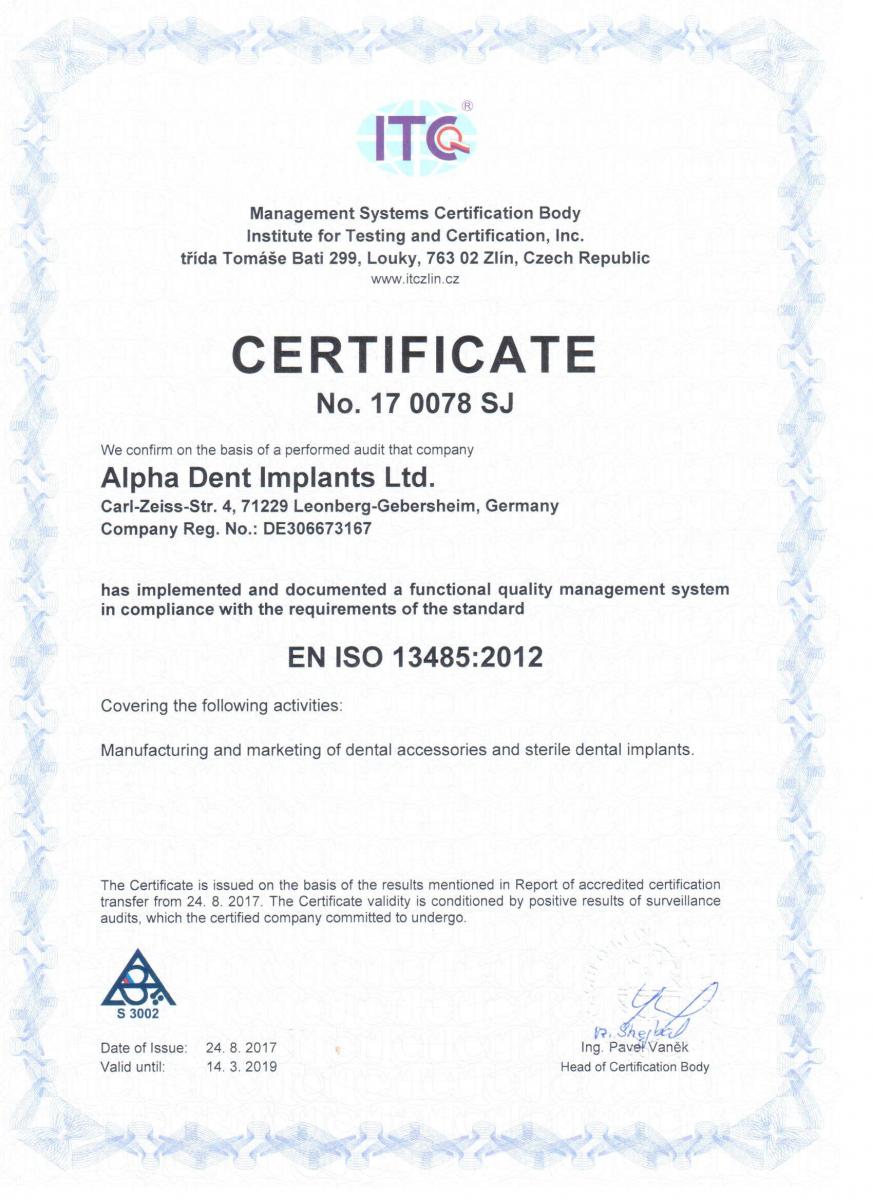 ITC ®
Management Systems Certification Body
Institute for Testing and Certification, Inc.
třída Tomáše Bati 299, Louky, 763 02 Zlín, Czech Republic
www.itczlin.cz
CERTIFICATE
No. 17 0078 SJ
We confirm on the basis of a performed audit that company
Alpha Dent Implants Ltd.
Carl-Zeiss-Str. 4, 71229 Leonberg-Gebersheim, Germany
Company Reg. No.: DE306673167
has implemented and documented a functional quality management system
in compliance with the requirements of the standard
EN ISO 13485:2012
Covering the following activities:
Manufacturing and marketing of dental accessories and sterile dental implants.
The Certificate is issued on the basis of the results mentioned in Report of accredited certification
transfer from 24. 8. 2017. The Certificate validity is conditioned by positive results of surveillance
audits, which the certified company committed to undergo.
S 3002
Date of Issue: 24. 8. 2017
Ing. Pavel Vaněk
Valid until: 14. 3. 2019
Head of Certification Body